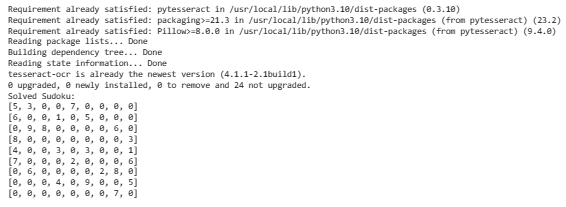 Requirement already satisfied: pytesseract in /usr/local/lib/python3.10/dist-packages (0.3.10)
Requirement already satisfied: packaging>=21.3 in /usr/local/lib/python3.10/dist-packages (from pytesseract) (23.2)
Requirement already satisfied: Pillow>=8.0.0 in /usr/local/lib/python3.10/dist-packages (from pytesseract) (9.4.0)
Reading package lists... Done
Building dependency tree... Done
Reading state information... Done
tesseract-ocr is already the newest version (4.1.1-2.1build1).
0 upgraded, 0 newly installed, 0 to remove and 24 not upgraded.
Solved Sudoku:
[5, 3, 0, 0, 7, 0, 0, 0, 0]
[6, 0, 0, 1, 0, 5, 0, 0, 0]
[0, 9, 8, 0, 0, 0, 0, 6, 0]
[8, 0, 0, 0, 0, 0, 0, 0, 3]
[4, 0, 0, 3, 0, 3, 0, 0, 1]
[7, 0, 0, 0, 2, 0, 0, 0, 6]
[0, 6, 0, 0, 0, 0, 2, 8, 0]
[0, 0, 0, 4, 0, 9, 0, 0, 5]
[0, 0, 0, 0, 0, 0, 0, 7, 0]